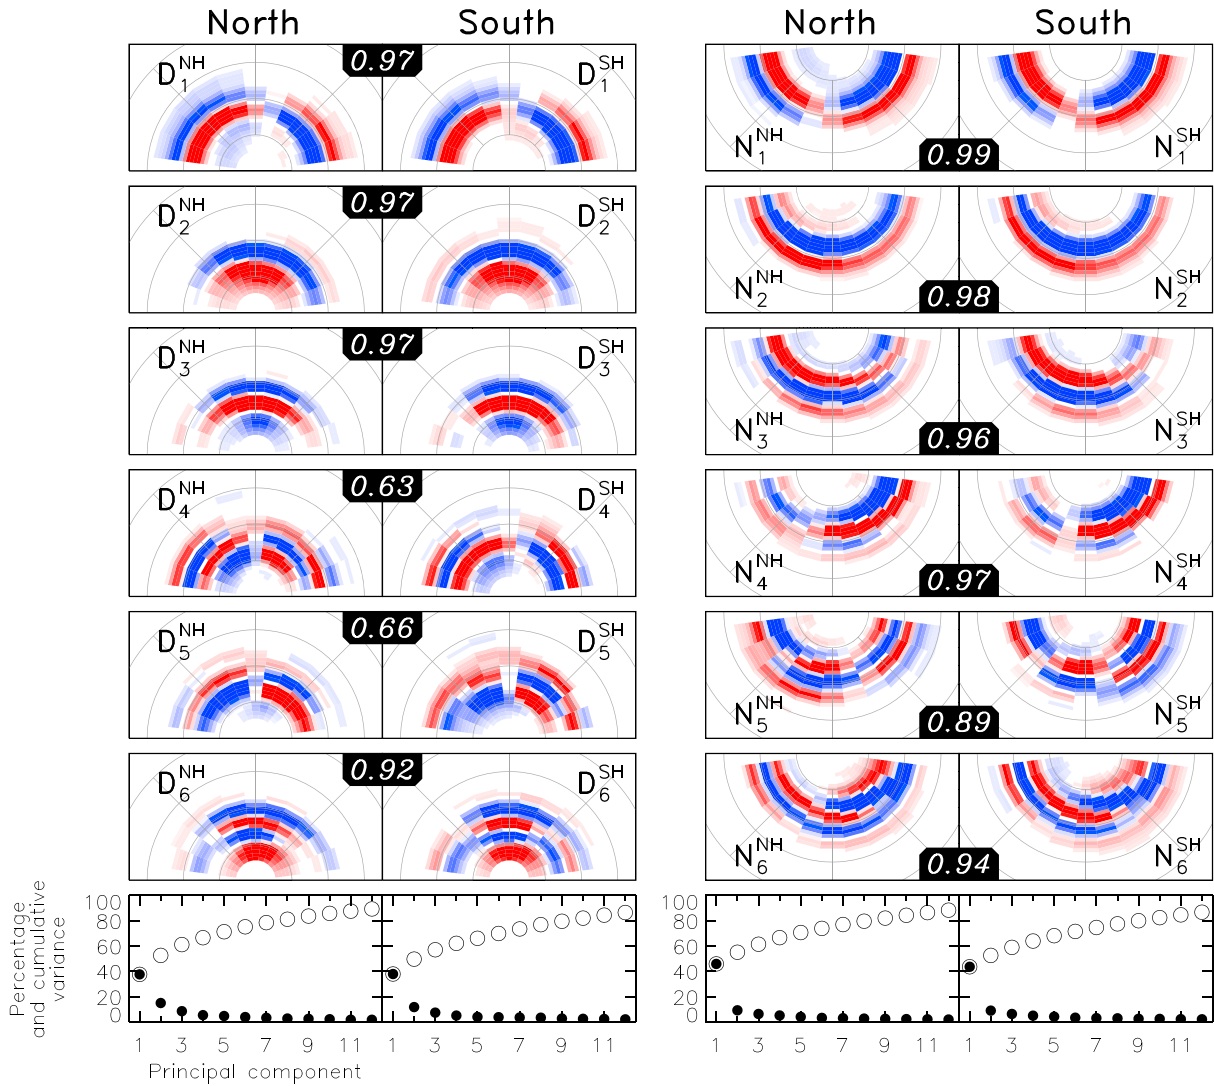 North South North South
D₁ᴺᴴ 0.97 D₁ˢᴴ
N₁ᴺᴴ 0.99 N₁ˢᴴ
D₂ᴺᴴ 0.97 D₂ˢᴴ
N₂ᴺᴴ 0.98 N₂ˢᴴ
D₃ᴺᴴ 0.97 D₃ˢᴴ
N₃ᴺᴴ 0.96 N₃ˢᴴ
D₄ᴺᴴ 0.63 D₄ˢᴴ
N₄ᴺᴴ 0.97 N₄ˢᴴ
D₅ᴺᴴ 0.66 D₅ˢᴴ
N₅ᴺᴴ 0.89 N₅ˢᴴ
D₆ᴺᴴ 0.92 D₆ˢᴴ
N₆ᴺᴴ 0.94 N₆ˢᴴ
Percentage
and cumulative
variance
100 100
80 80
60 60
40 40
20 20
0 0
1 3 5 7 9 11 1 3 5 7 9 11 1 3 5 7 9 11 1 3 5 7 9 11
Principal component